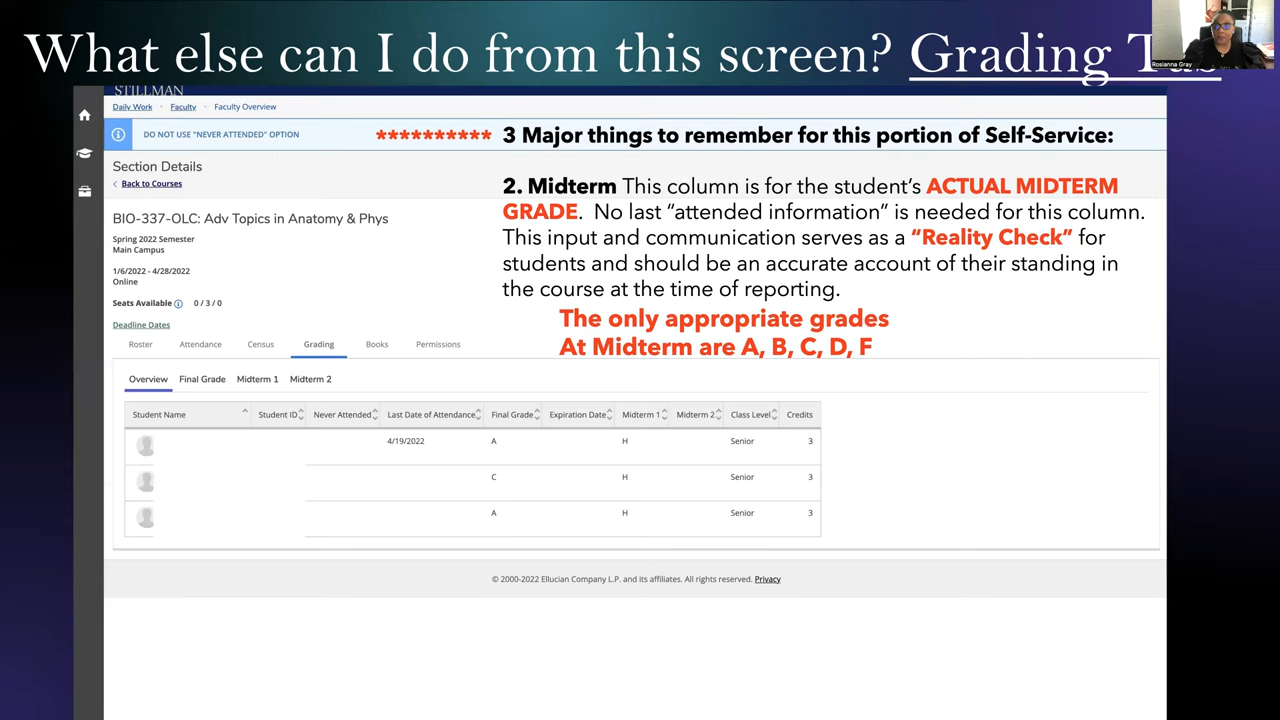 What else can I do from this screen? Grading Tab
Rosianna Gray
STILLMAN
Daily Work · Faculty · Faculty Overview
DO NOT USE "NEVER ATTENDED" OPTION
********** 3 Major things to remember for this portion of Self-Service:
Section Details
< Back to Courses
2. Midterm This column is for the student's ACTUAL MIDTERM
GRADE. No last "attended information" is needed for this column.
This input and communication serves as a "Reality Check" for
students and should be an accurate account of their standing in
the course at the time of reporting.
The only appropriate grades
At Midterm are A, B, C, D, F
BIO-337-OLC: Adv Topics in Anatomy & Phys
Spring 2022 Semester
Main Campus
1/6/2022 - 4/28/2022
Online
Seats Available 0 / 3 / 0
Deadline Dates
Roster Attendance Census Grading Books Permissions
Overview Final Grade Midterm 1 Midterm 2
Student Name Student ID Never Attended Last Date of Attendance Final Grade Expiration Date Midterm 1 Midterm 2 Class Level Credits
4/19/2022 A H Senior 3
C H Senior 3
A H Senior 3
© 2000-2022 Ellucian Company L.P. and its affiliates. All rights reserved. Privacy